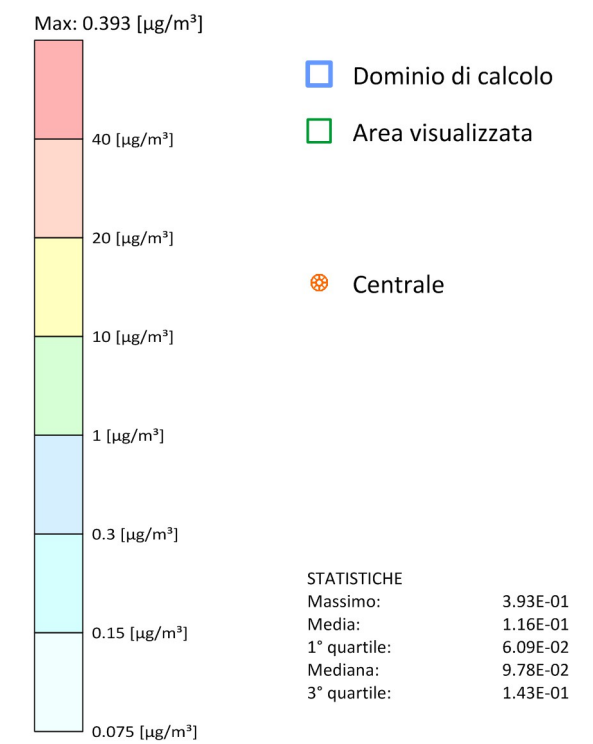 Max: 0.393 [µg/m³]
40 [µg/m³]
20 [µg/m³]
10 [µg/m³]
1 [µg/m³]
0.3 [µg/m³]
0.15 [µg/m³]
0.075 [µg/m³]
Dominio di calcolo
Area visualizzata
Centrale
STATISTICHE
Massimo: 3.93E-01
Media: 1.16E-01
1° quartile: 6.09E-02
Mediana: 9.78E-02
3° quartile: 1.43E-01